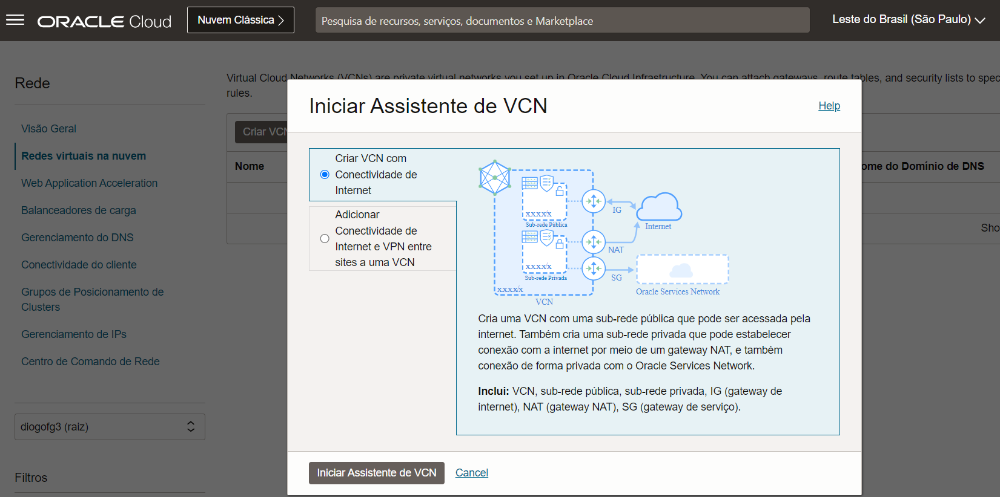 ORACLE Cloud
Nuvem Clássica
Pesquisa de recursos, serviços, documentos e Marketplace
Leste do Brasil (São Paulo)
Rede
Visão Geral
Redes virtuais na nuvem
Web Application Acceleration
Balanceadores de carga
Gerenciamento do DNS
Conectividade do cliente
Grupos de Posicionamento de
Clusters
Gerenciamento de IPs
Centro de Comando de Rede
diogofg3 (raiz)
Filtros
Virtual Cloud Networks (VCNs) are private virtual networks you set up in Oracle Cloud Infrastructure. You can attach gateways, route tables, and security lists to spec
rules.
Criar VCN
Nome
ome do Domínio de DNS
Sho
Iniciar Assistente de VCN
Help
Criar VCN com
Conectividade de
Internet
Adicionar
Conectividade de
Internet e VPN entre
sites a uma VCN
xxxx/x
Sub-rede Pública
IG
Internet
NAT
xxxx/x
Sub-rede Privada
SG
Oracle Services Network
xxxx/x
VCN
Cria uma VCN com uma sub-rede pública que pode ser acessada pela
internet. Também cria uma sub-rede privada que pode estabelecer
conexão com a internet por meio de um gateway NAT, e também
conexão de forma privada com o Oracle Services Network.
Inclui: VCN, sub-rede pública, sub-rede privada, IG (gateway de
internet), NAT (gateway NAT), SG (gateway de serviço).
Iniciar Assistente de VCN
Cancel